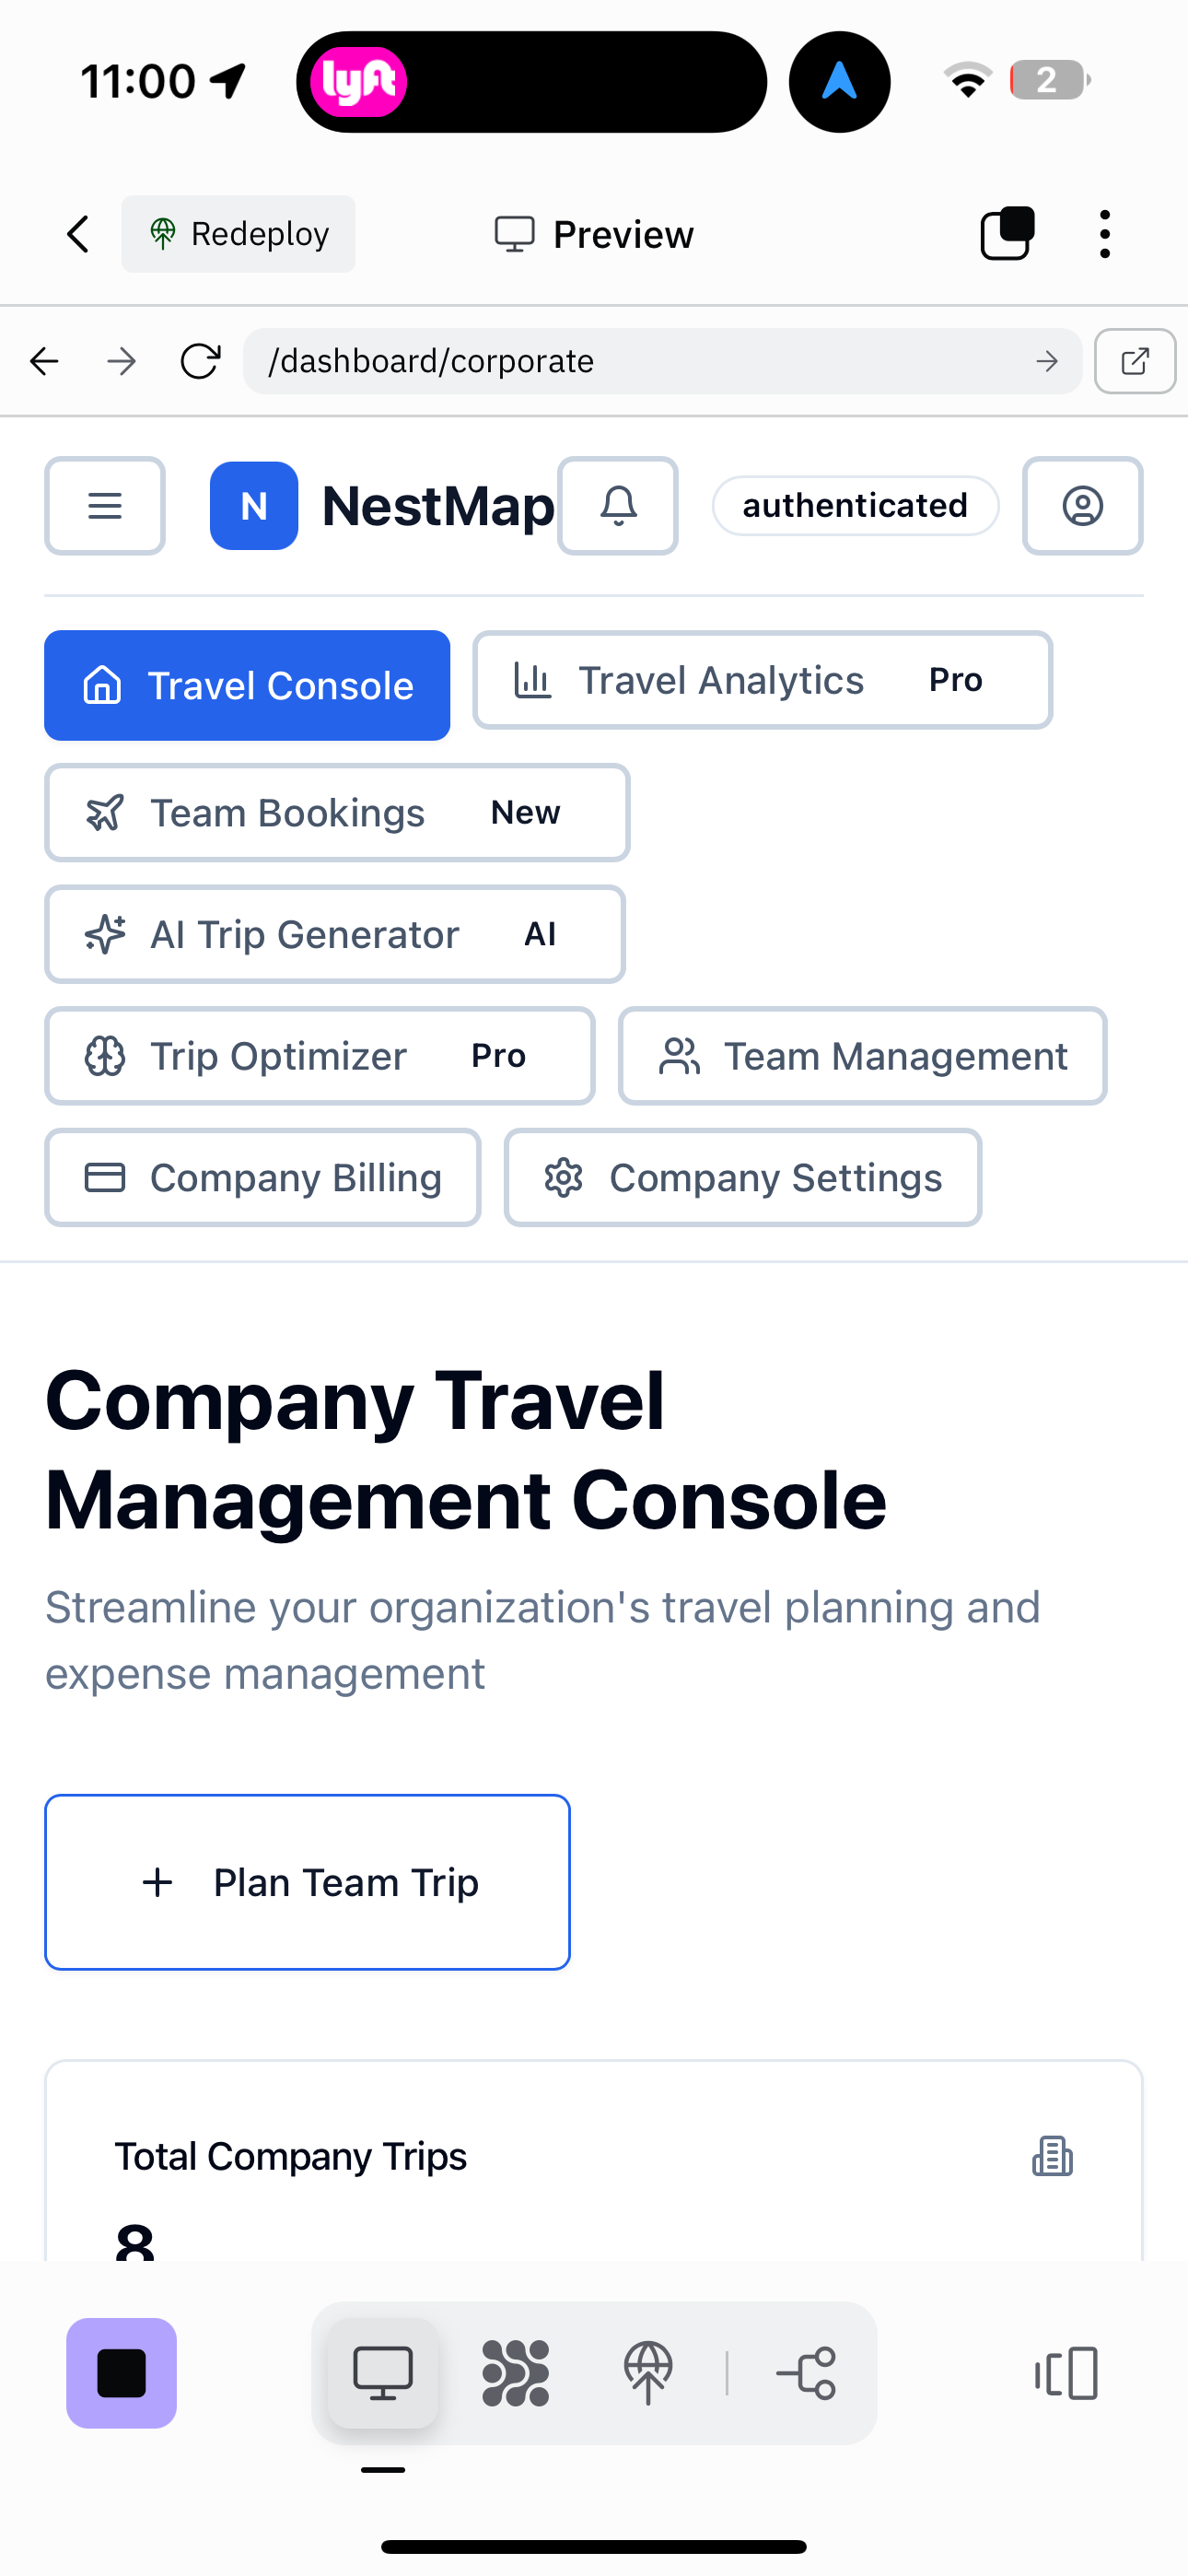 11:00
lyft
2
Redeploy
Preview
/dashboard/corporate
N NestMap authenticated
Travel Console
Travel Analytics Pro
Team Bookings New
AI Trip Generator AI
Trip Optimizer Pro
Team Management
Company Billing
Company Settings
Company Travel
Management Console
Streamline your organization's travel planning and
expense management
+ Plan Team Trip
Total Company Trips
8